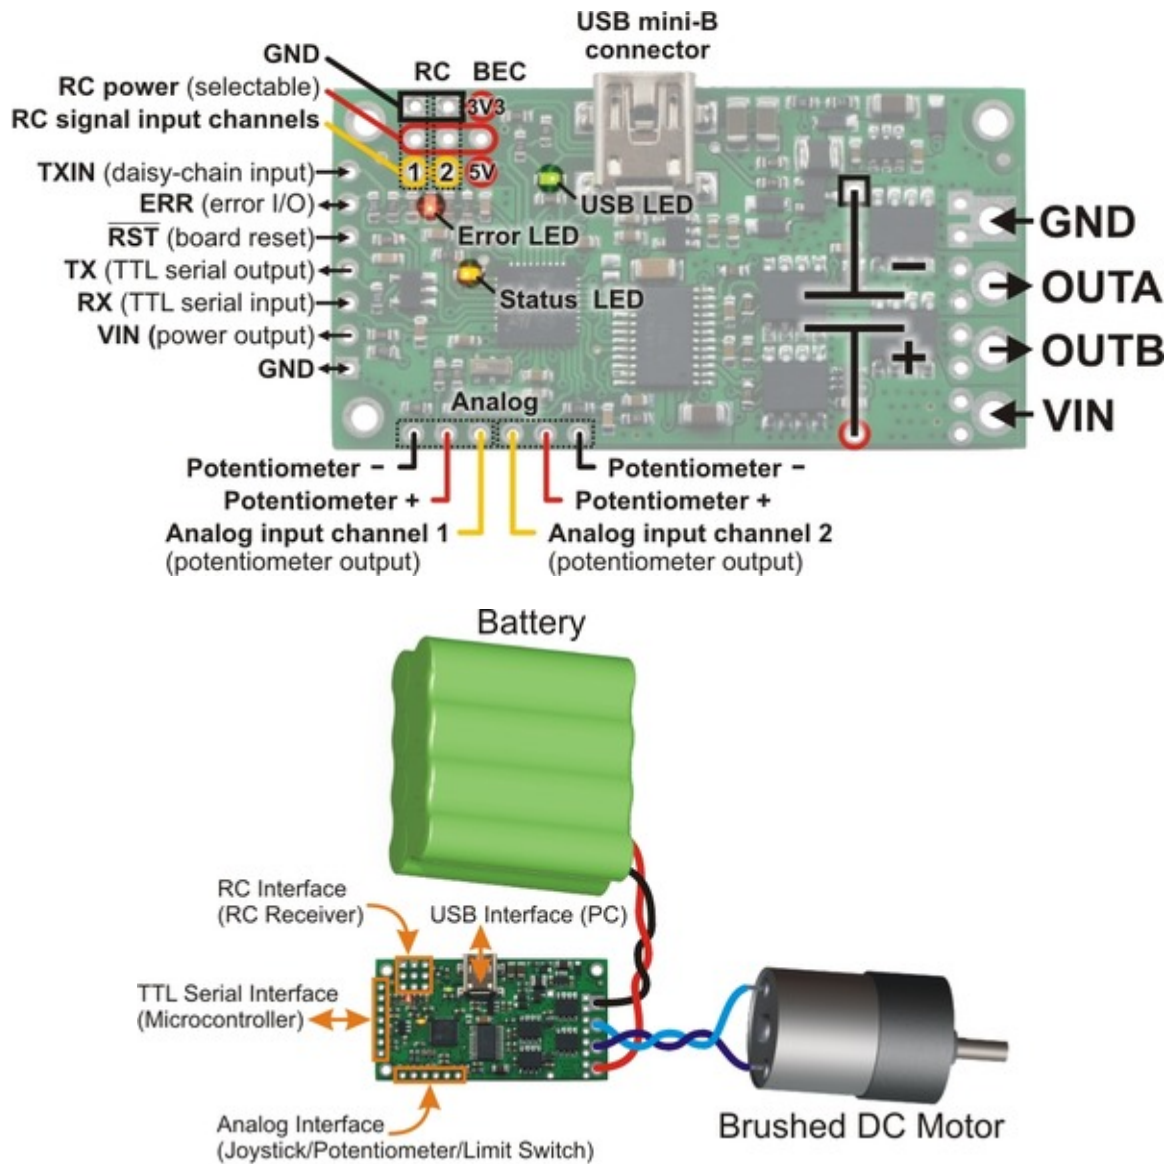 USB mini-B
connector
GND
RC BEC
RC power (selectable)
3V3
RC signal input channels
1 2 5V
TXIN (daisy-chain input)
USB LED
ERR (error I/O)
GND
RST (board reset)
Error LED
TX (TTL serial output)
−
OUTA
Status LED
RX (TTL serial input)
VIN (power output)
+
OUTB
GND
Analog
VIN
Potentiometer −
Potentiometer −
Potentiometer +
Potentiometer +
Analog input channel 1
(potentiometer output)
Analog input channel 2
(potentiometer output)
Battery
RC Interface
(RC Receiver)
USB Interface (PC)
TTL Serial Interface
(Microcontroller)
Analog Interface
(Joystick/Potentiometer/Limit Switch)
Brushed DC Motor